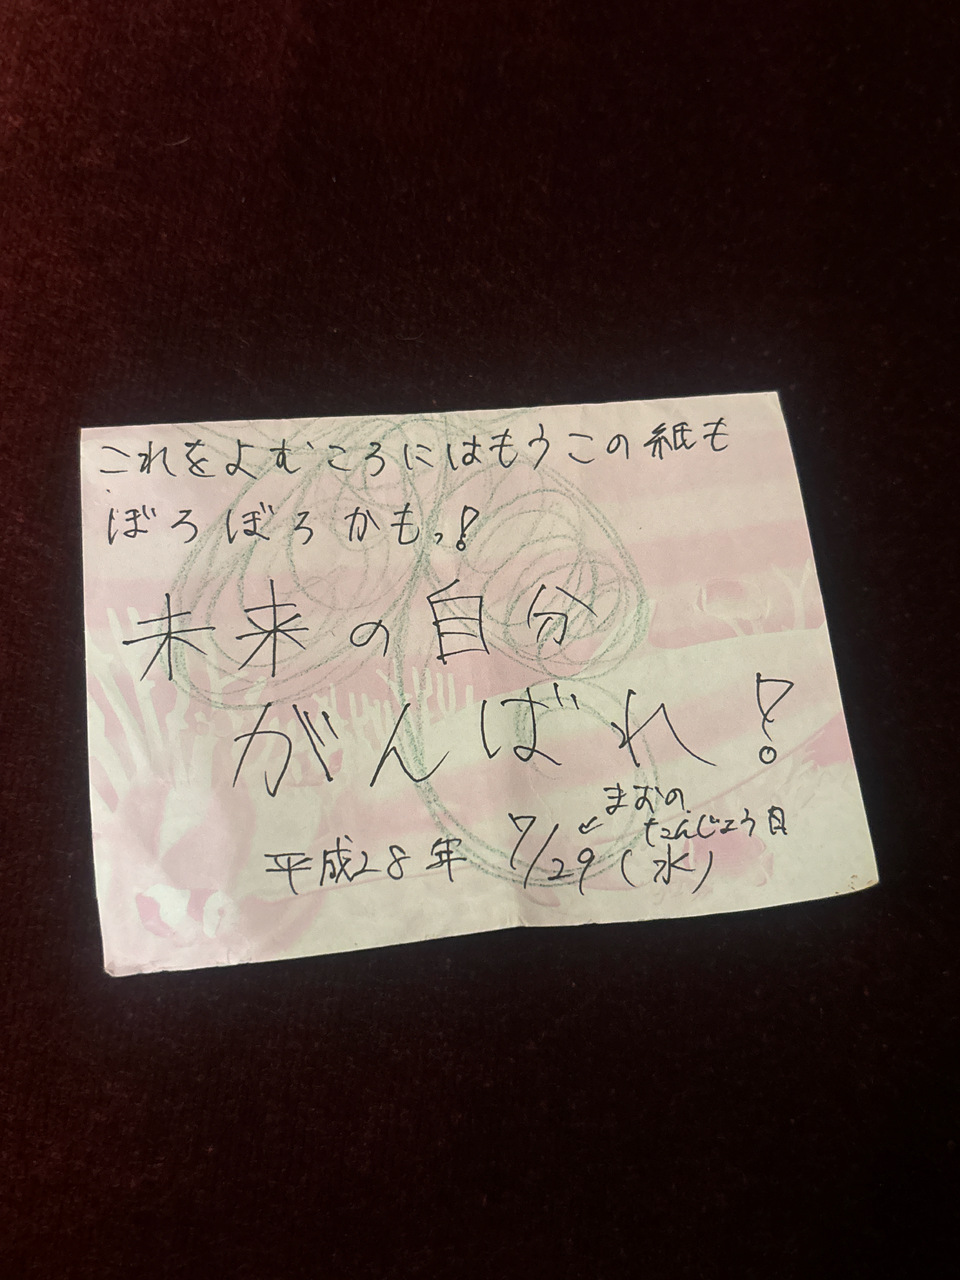 これをよむころにはもうこの紙も
ぼろぼろかもっ!
未来の自分
がんばれ!
まおの
たんじょう日
平成28年 7/29(水)